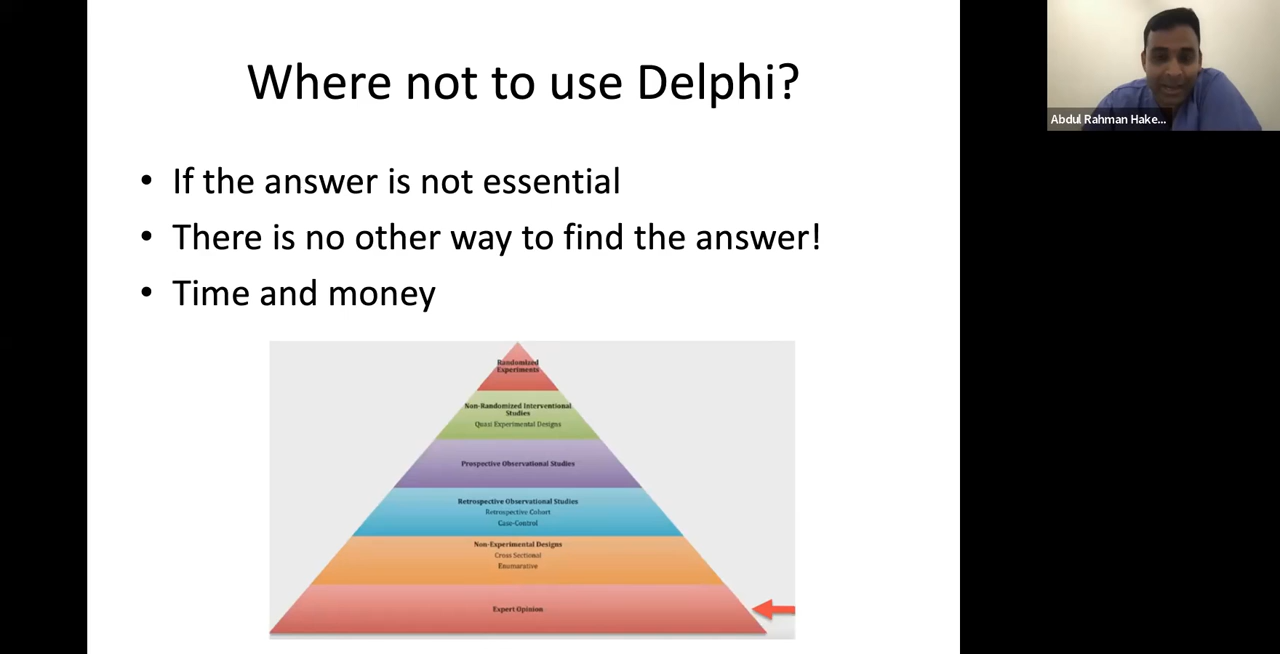 Where not to use Delphi?
• If the answer is not essential
• There is no other way to find the answer!
• Time and money
Randomized
Experiments
Non-Randomized Interventional
Studies
Quasi Experimental Designs
Prospective Observational Studies
Retrospective Observational Studies
Retrospective Cohort
Case-Control
Non-Experimental Designs
Cross Sectional
Enumarative
Expert Opinion
Abdul Rahman Hake...